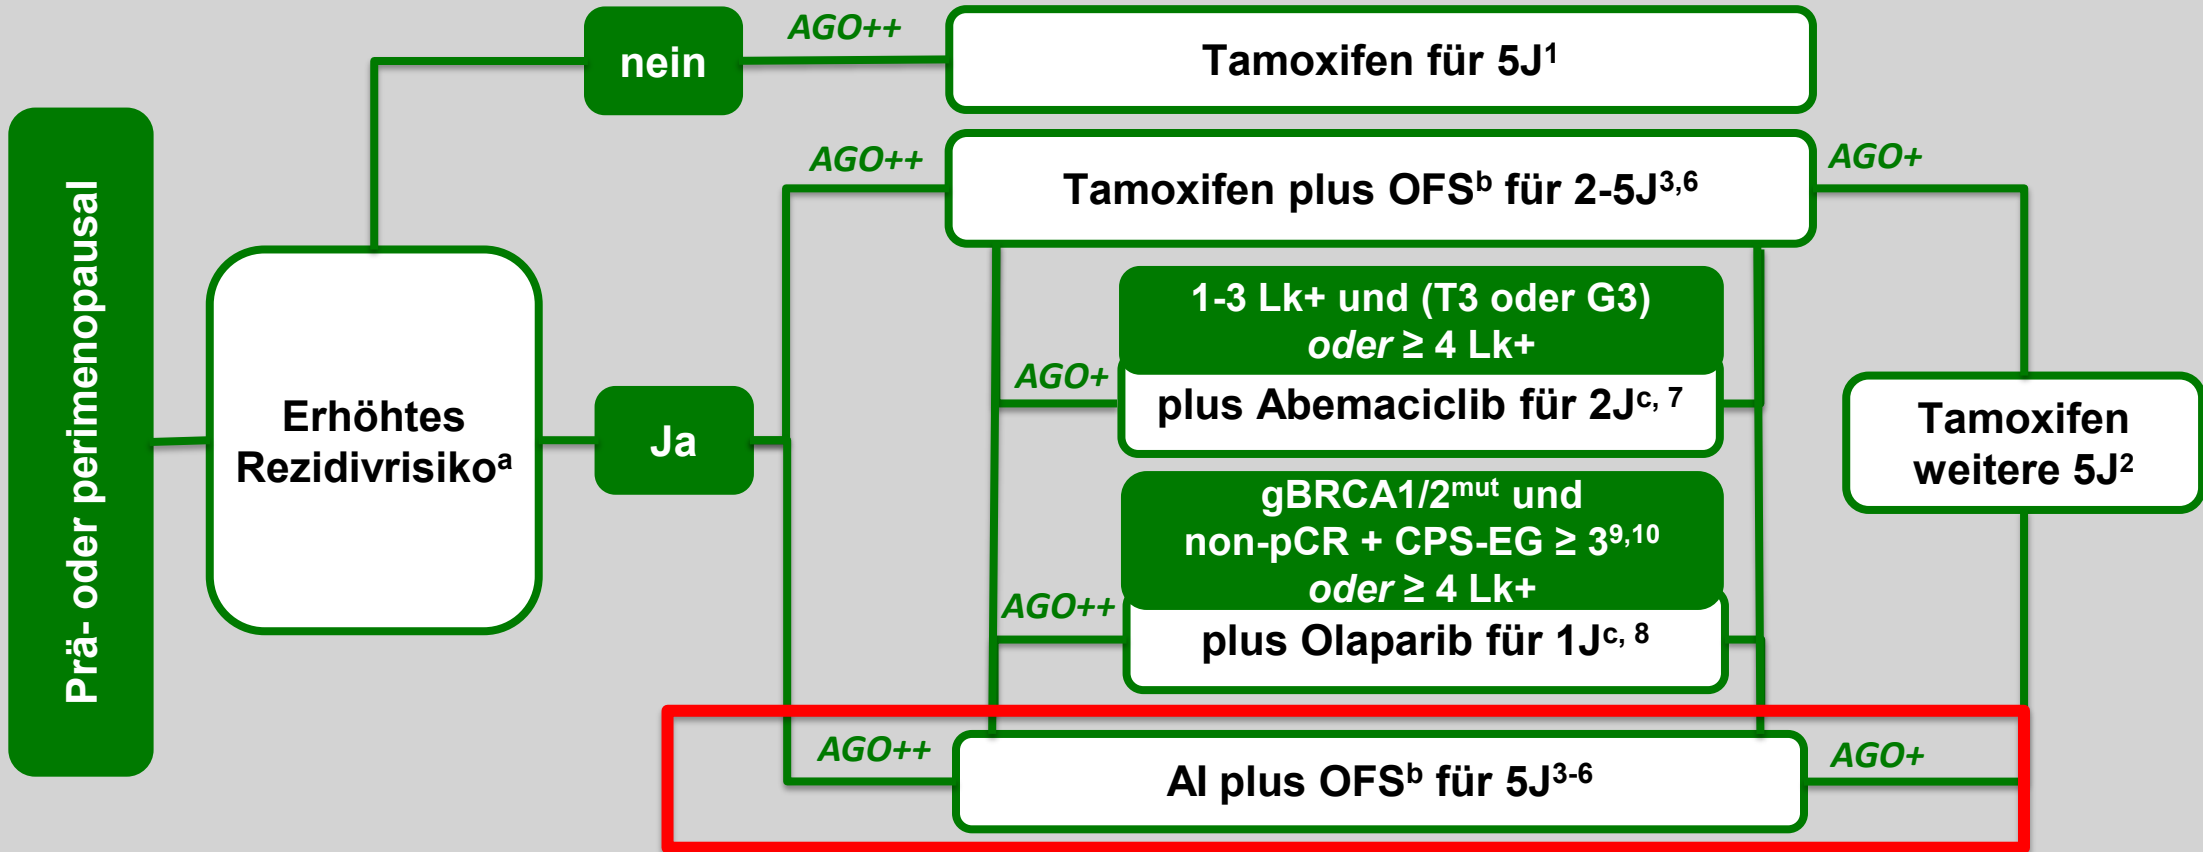 Prä- oder perimenopausal
Erhöhtes
Rezidivrisikoᵃ
nein
AGO++
Tamoxifen für 5J¹
Ja
AGO++
Tamoxifen plus OFSᵇ für 2-5J³,⁶
AGO+
1-3 Lk+ und (T3 oder G3)
oder ≥ 4 Lk+
AGO+
plus Abemaciclib für 2Jᶜ, ⁷
gBRCA1/2ᵐᵘᵗ und
non-pCR + CPS-EG ≥ 3⁹,¹⁰
oder ≥ 4 Lk+
AGO++
plus Olaparib für 1Jᶜ, ⁸
Tamoxifen
weitere 5J²
AGO++
AI plus OFSᵇ für 5J³⁻⁶
AGO+